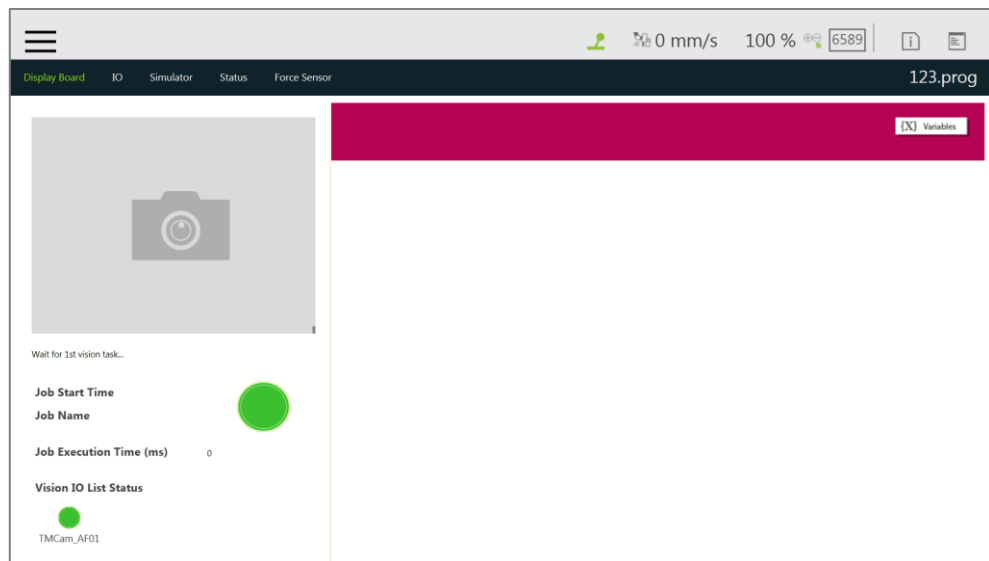 0 mm/s 100 % 6589
Display Board IO Simulator Status Force Sensor 123.prog
{X} Variables
Wait for 1st vision task...
Job Start Time
Job Name
Job Execution Time (ms) 0
Vision IO List Status
TMCam_AF01